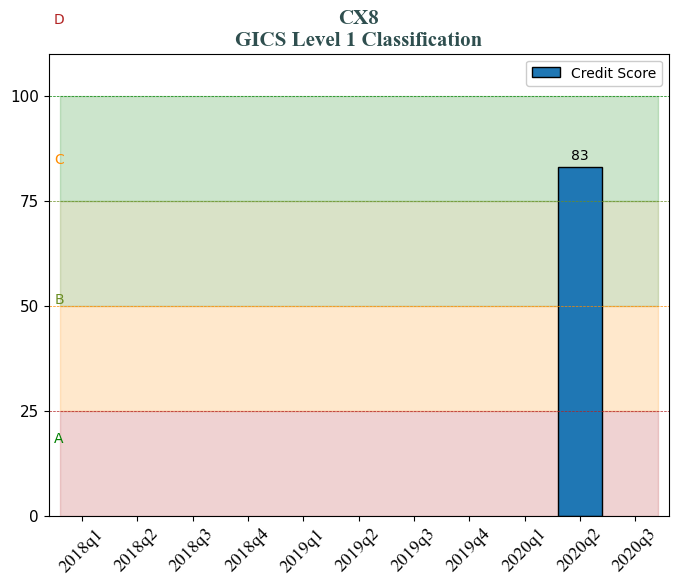 D
CX8
GICS Level 1 Classification
Credit Score
100
C
83
75
B
50
25
A
0
2018q1
2018q2
2018q3
2018q4
2019q1
2019q2
2019q3
2019q4
2020q1
2020q2
2020q3